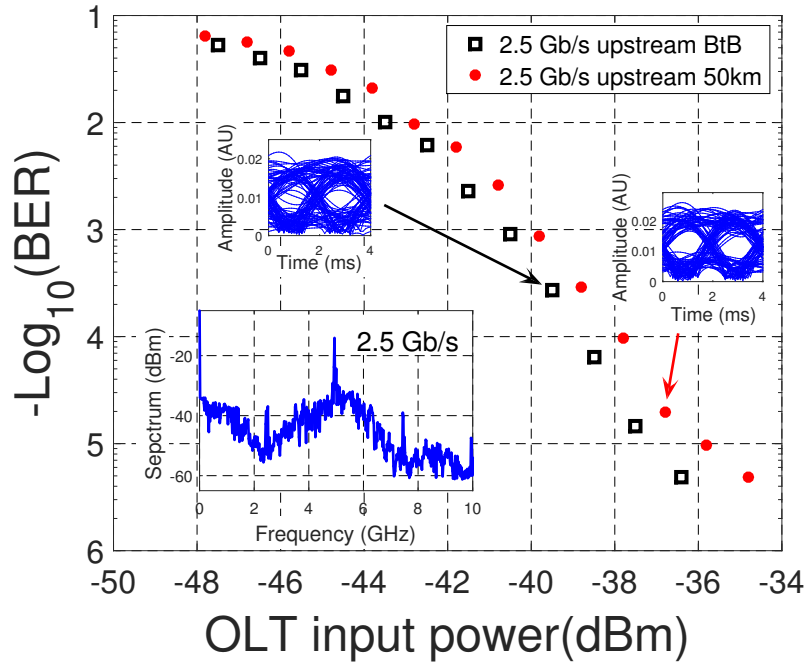 1
2
3
4
5
6
-Log10(BER)
2.5 Gb/s upstream BtB
2.5 Gb/s upstream 50km
0.02
0.01
0
Amplitude (AU)
0 2 4
Time (ms)
0.02
0.01
0
Amplitude (AU)
0 2 4
Time (ms)
2.5 Gb/s
-20
-40
-60
Sepctrum (dBm)
0 2 4 6 8 10
Frequency (GHz)
-50 -48 -46 -44 -42 -40 -38 -36 -34
OLT input power(dBm)